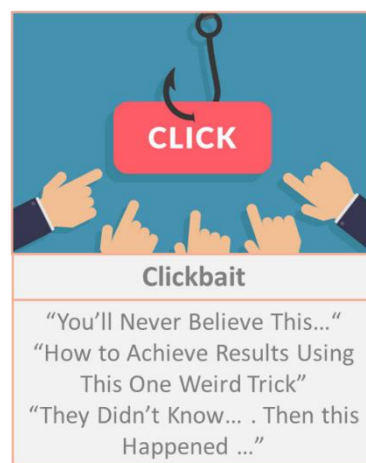 CLICK
Clickbait
“You’ll Never Believe This…“
“How to Achieve Results Using
This One Weird Trick”
“They Didn’t Know… . Then this
Happened …”